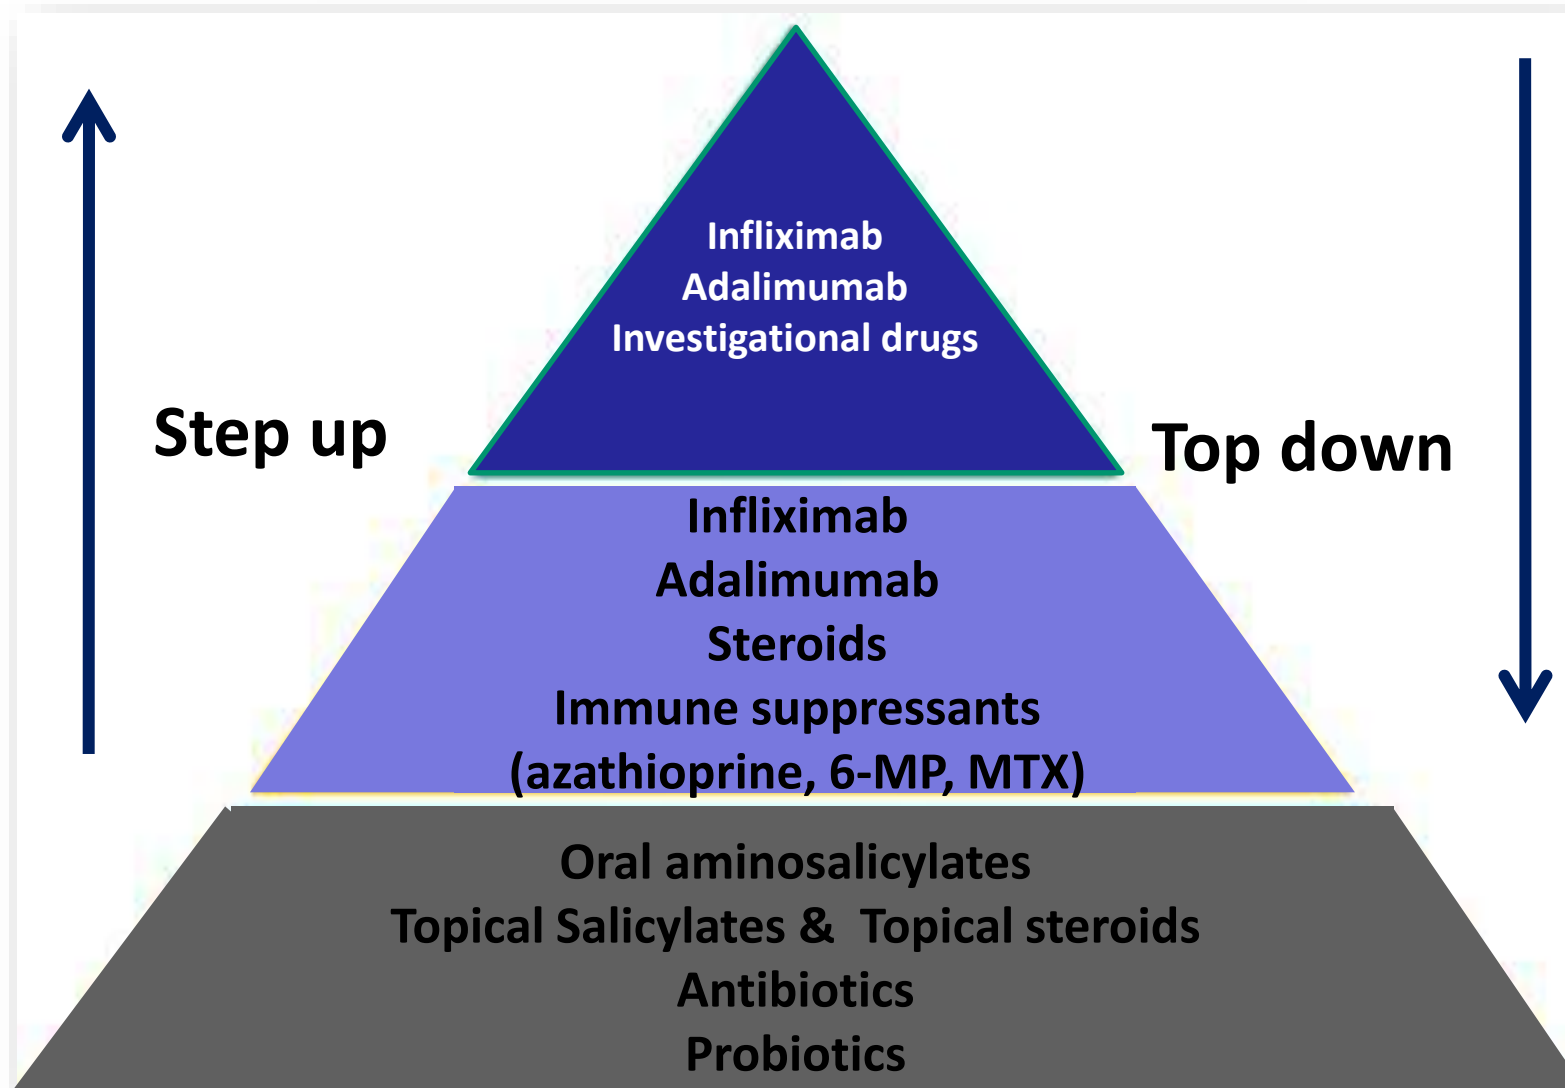 Infliximab
Adalimumab
Investigational drugs
Step up
Top down
Infliximab
Adalimumab
Steroids
Immune suppressants
(azathioprine, 6-MP, MTX)
Oral aminosalicylates
Topical Salicylates &  Topical steroids
Antibiotics
Probiotics